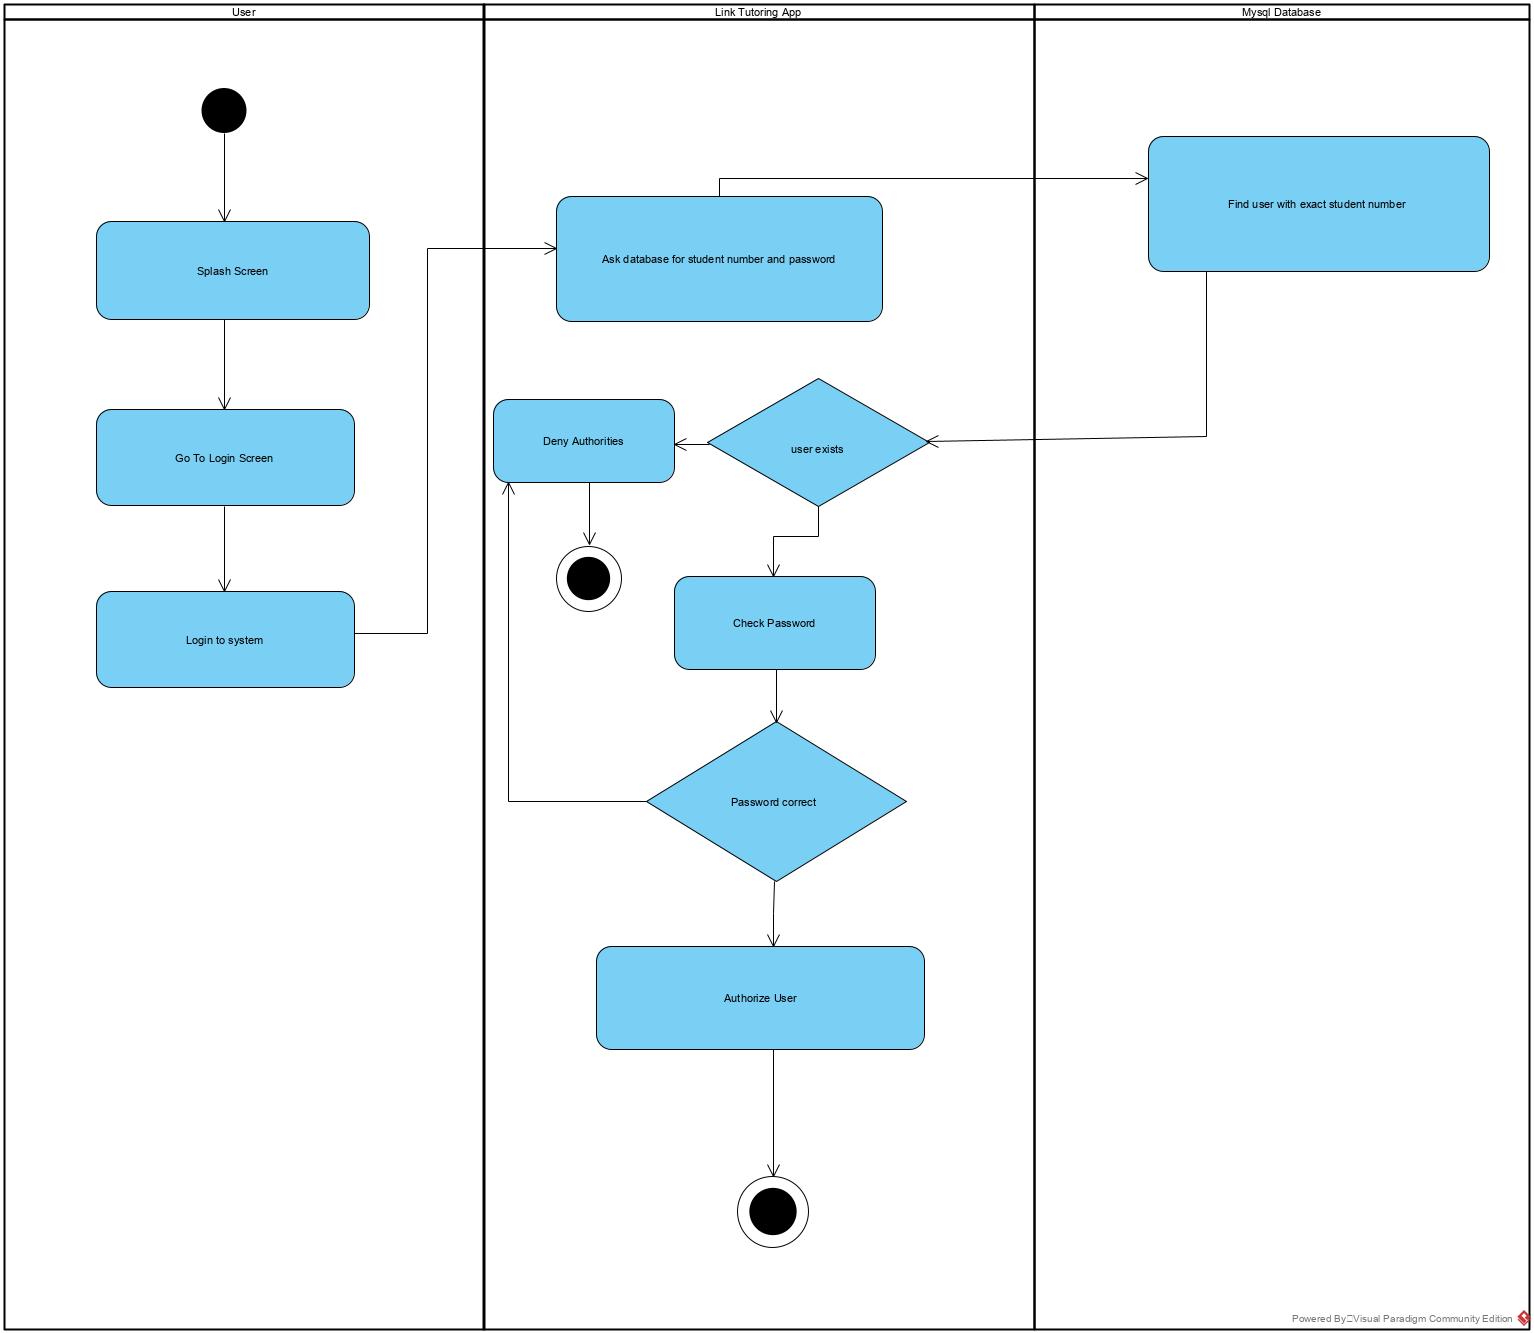 User
Link Tutoring App
Mysql Database
Splash Screen
Go To Login Screen
Login to system
Ask database for student number and password
Find user with exact student number
Deny Authorities
user exists
Check Password
Password correct
Authorize User
Powered By Visual Paradigm Community Edition